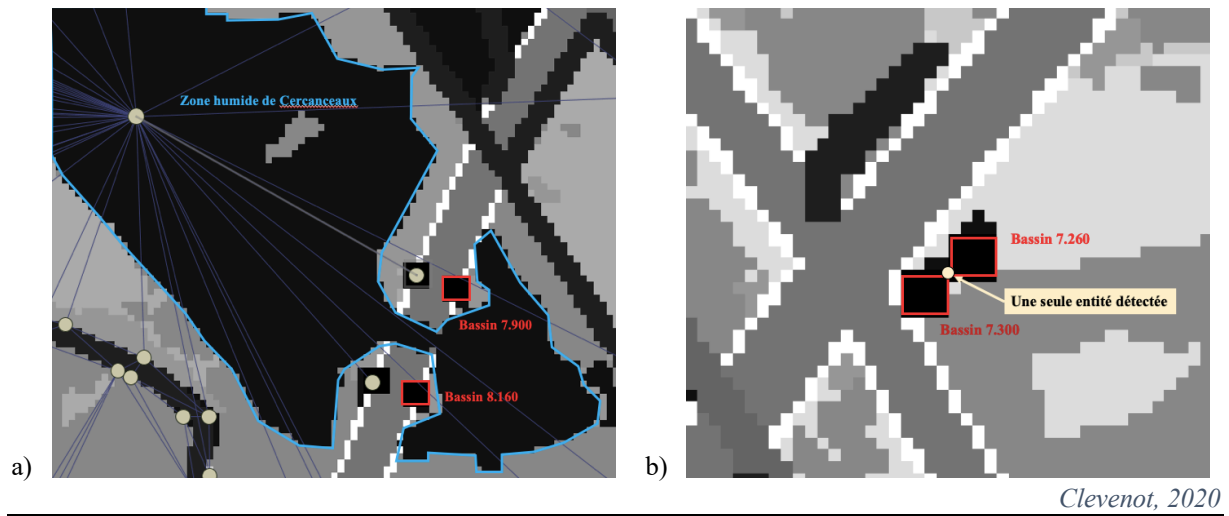 Zone humide de Cercanceaux
Bassin 7.900
Bassin 8.160
a)
Bassin 7.260
Une seule entité détectée
Bassin 7.300
b)
Clevenot, 2020